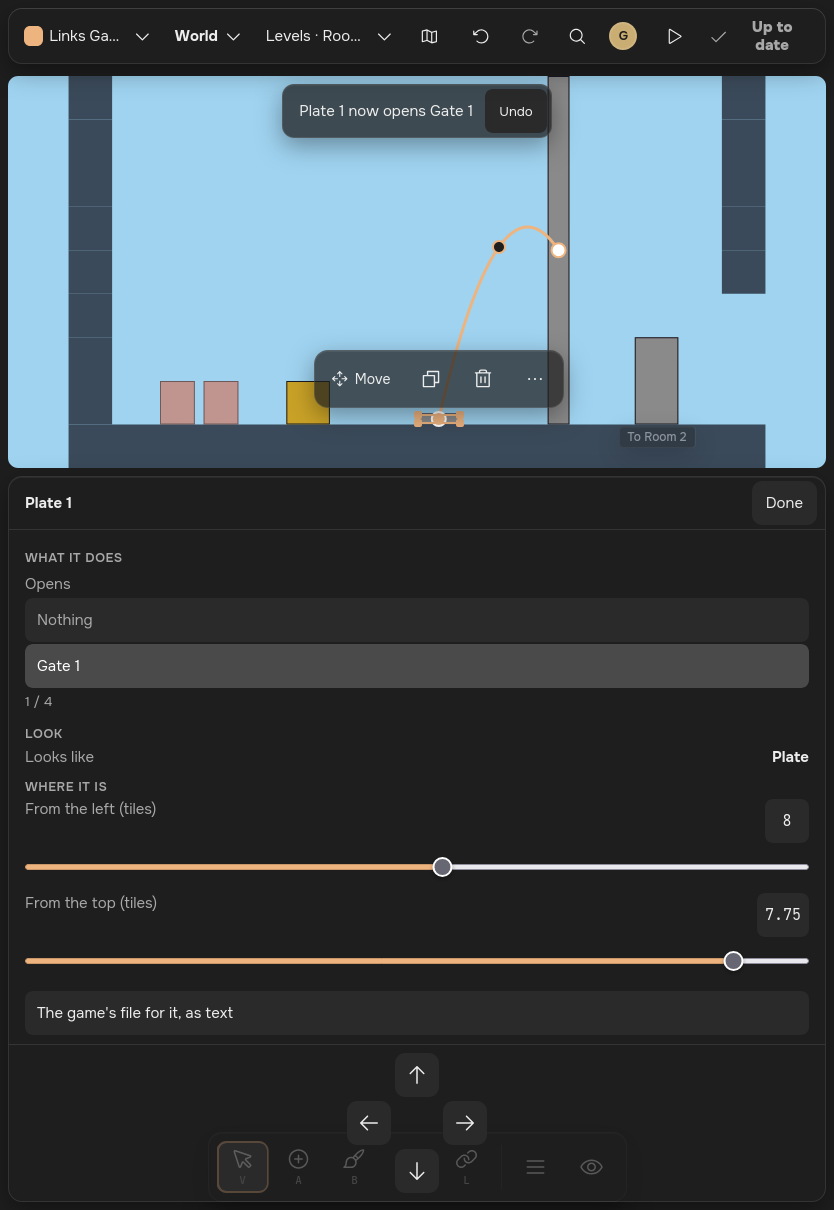 Links Ga...
World
Levels · Roo...
G
Up to
date
Plate 1 now opens Gate 1
Undo
Move
To Room 2
Plate 1
Done
WHAT IT DOES
Opens
Nothing
Gate 1
1 / 4
LOOK
Looks like
Plate
WHERE IT IS
From the left (tiles)
8
From the top (tiles)
7.75
The game's file for it, as text
V
A
B
L